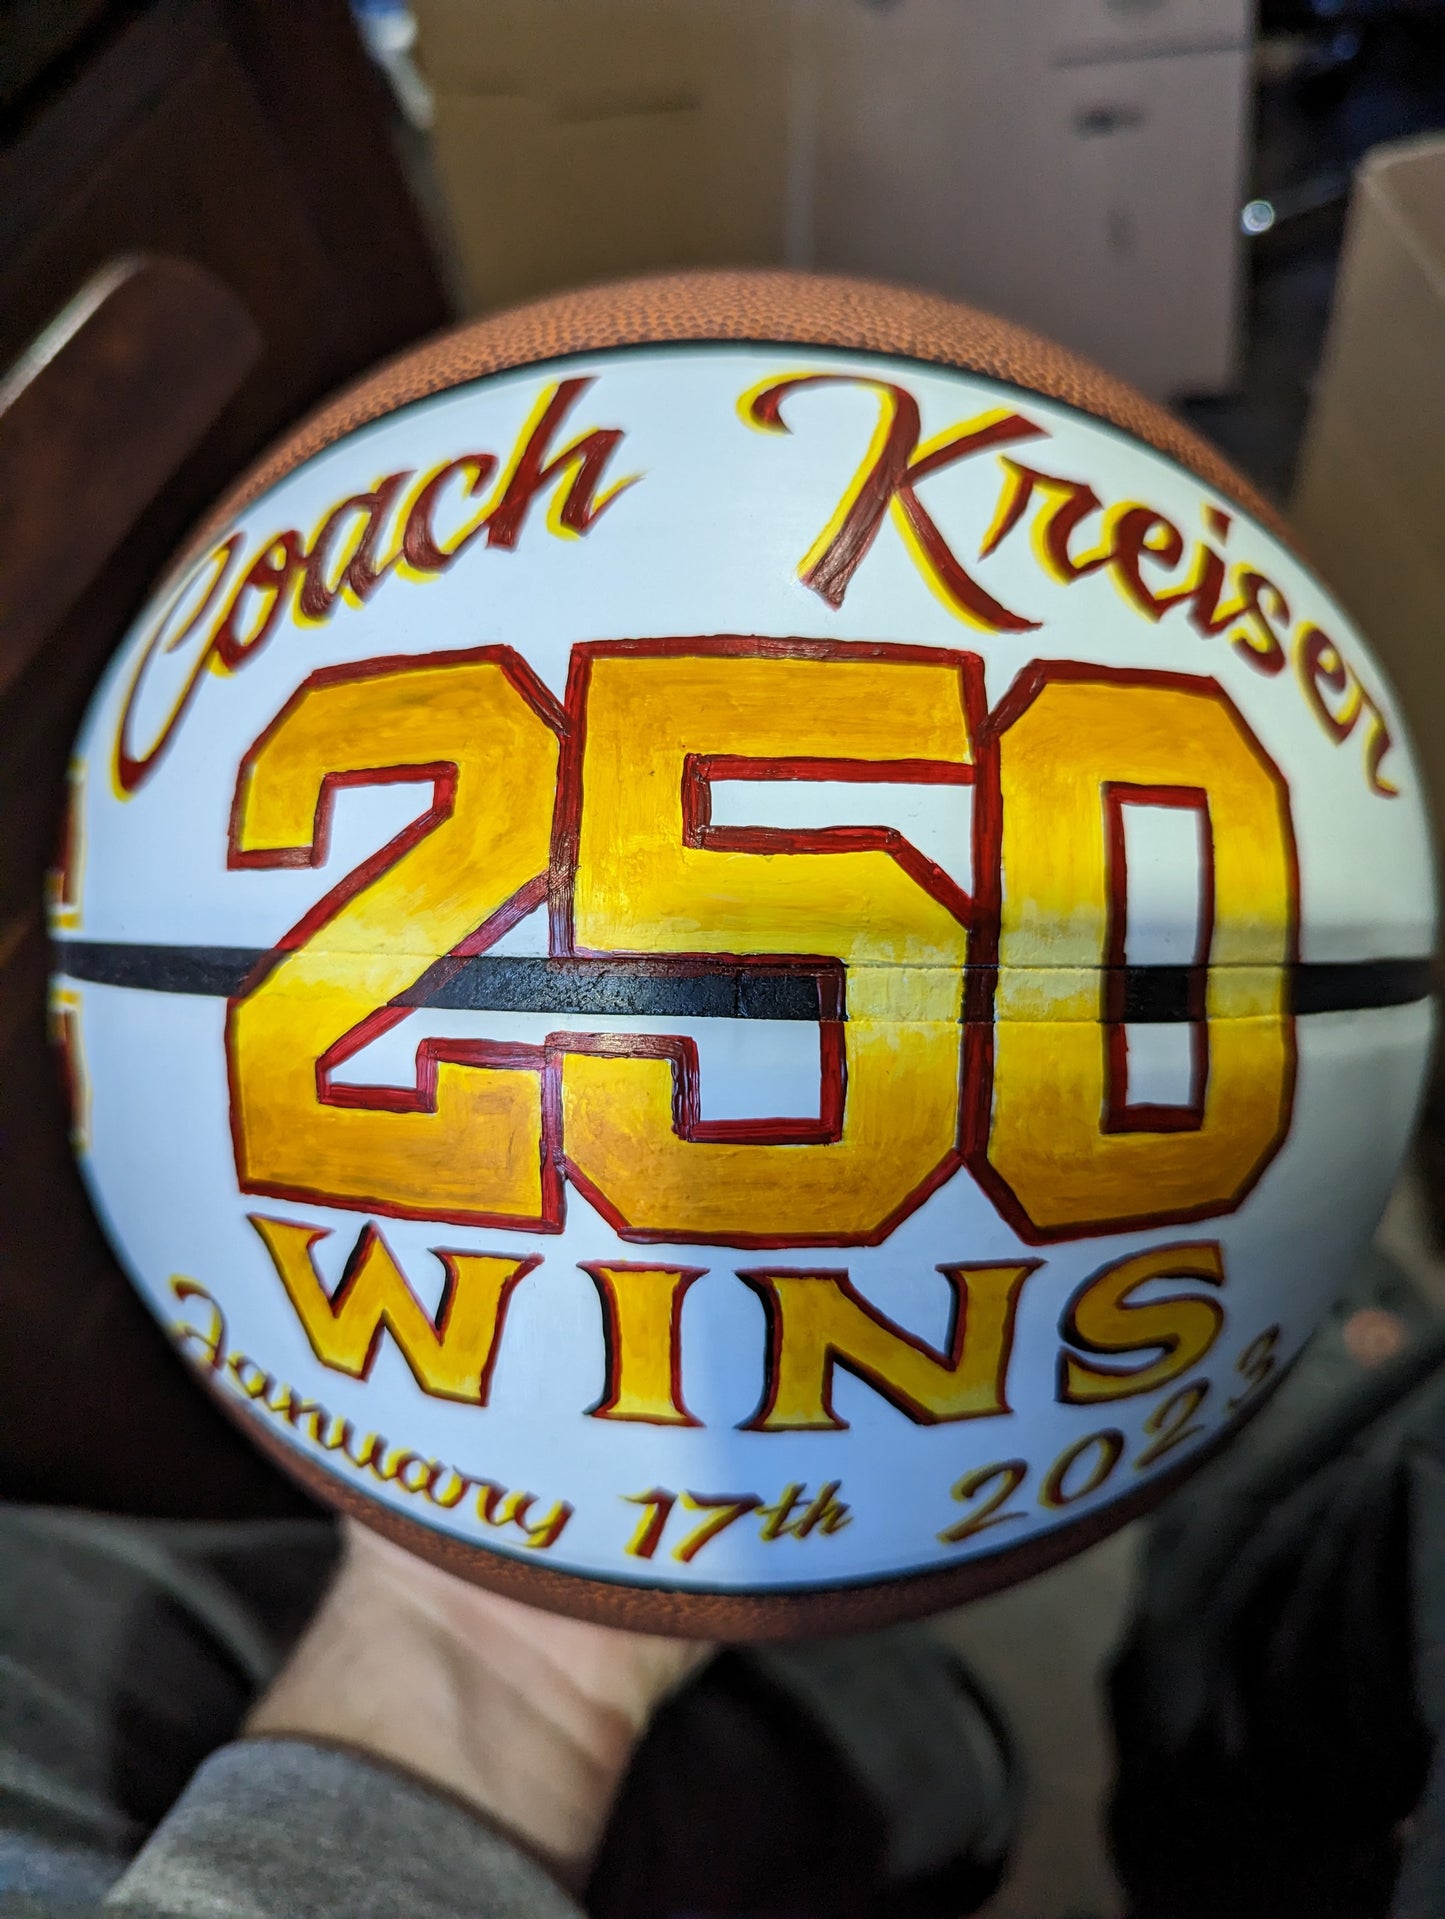 Coach Kreiser
250
WINS
January 17th 2023